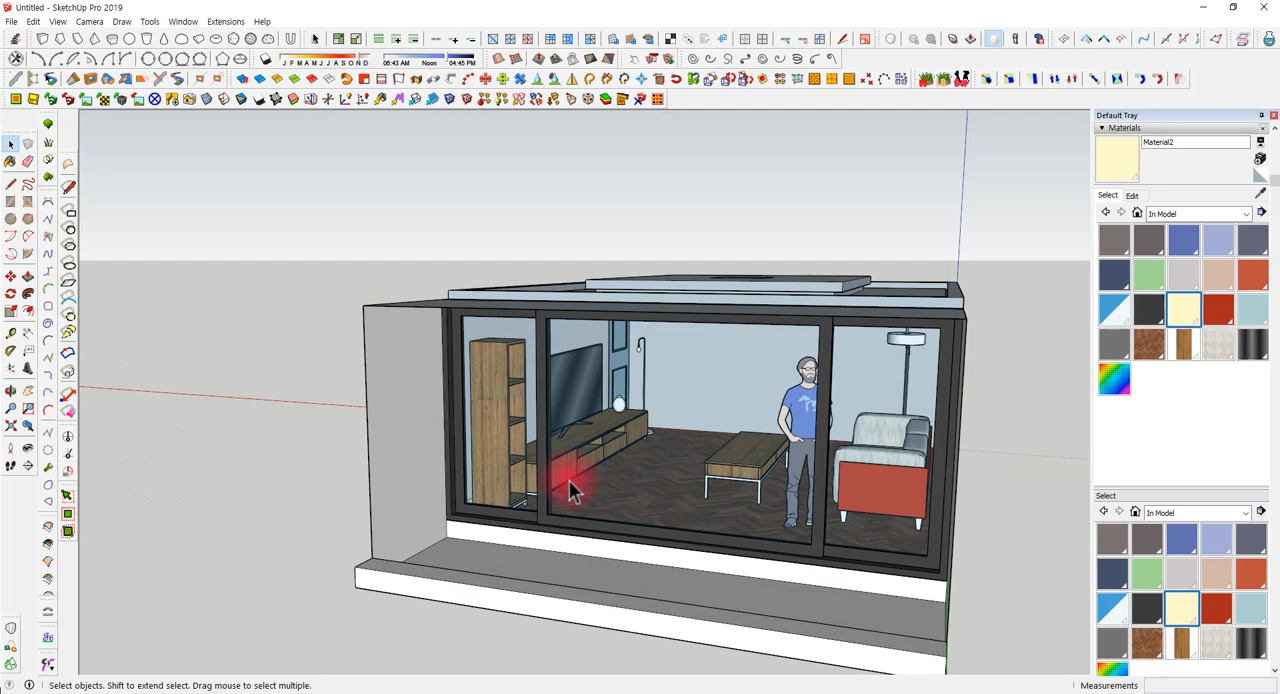 Untitled - SketchUp Pro 2019
File Edit View Camera Draw Tools Window Extensions Help
J F M A M J J A S O N D 06:43 AM Noon 04:45 PM
Default Tray
Materials
Material2
Select Edit
In Model
Select
In Model
Select objects. Shift to extend select. Drag mouse to select multiple.
Measurements